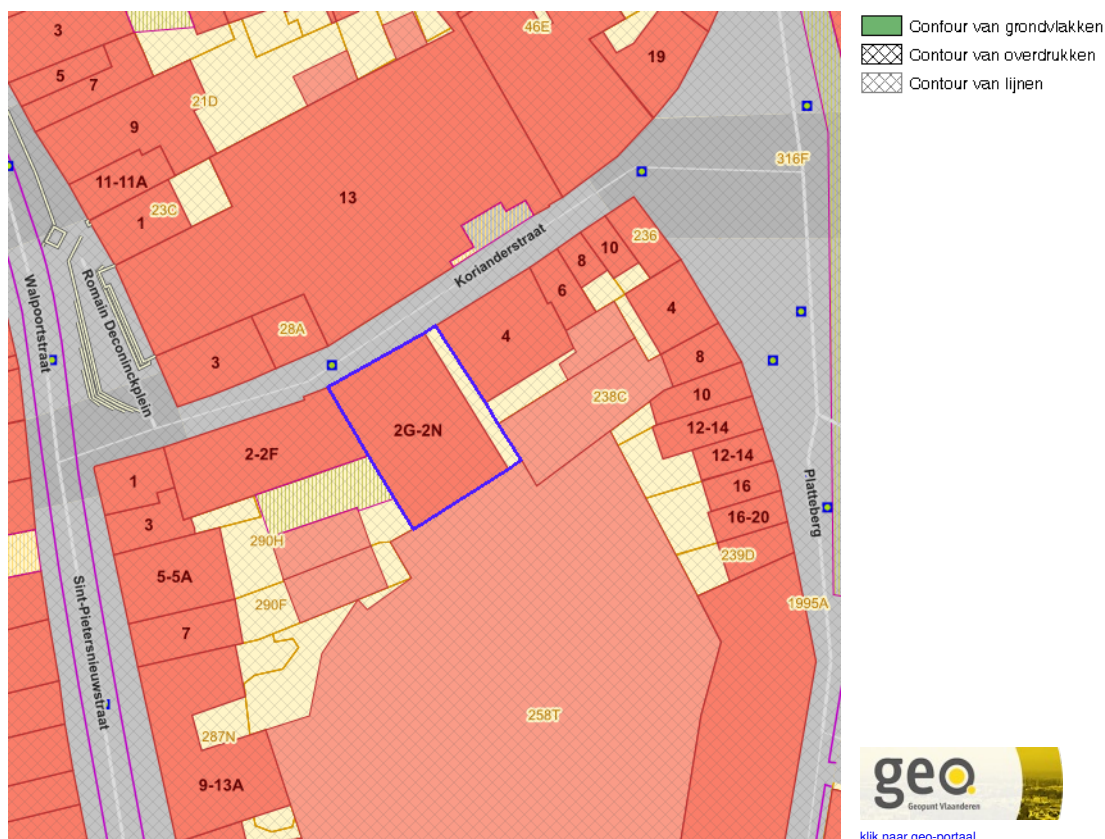 3
46E
19
5
7
21D
9
316F
11-11A
23C
1
13
Korianderstraat
236
10
8
6
4
4
Walpoortstraat
Romain Deconinckplein
28A
3
8
238C
10
2G-2N
12-14
2-2F
12-14
1
16
3
16-20
Platteberg
290H
239D
5-5A
290F
1995A
7
Sint-Pietersnieuwstraat
258T
287N
9-13A
Contour van grondvlakken
Contour van overdrukken
Contour van lijnen
geo
Geopunt Vlaanderen
klik naar geo-portaal